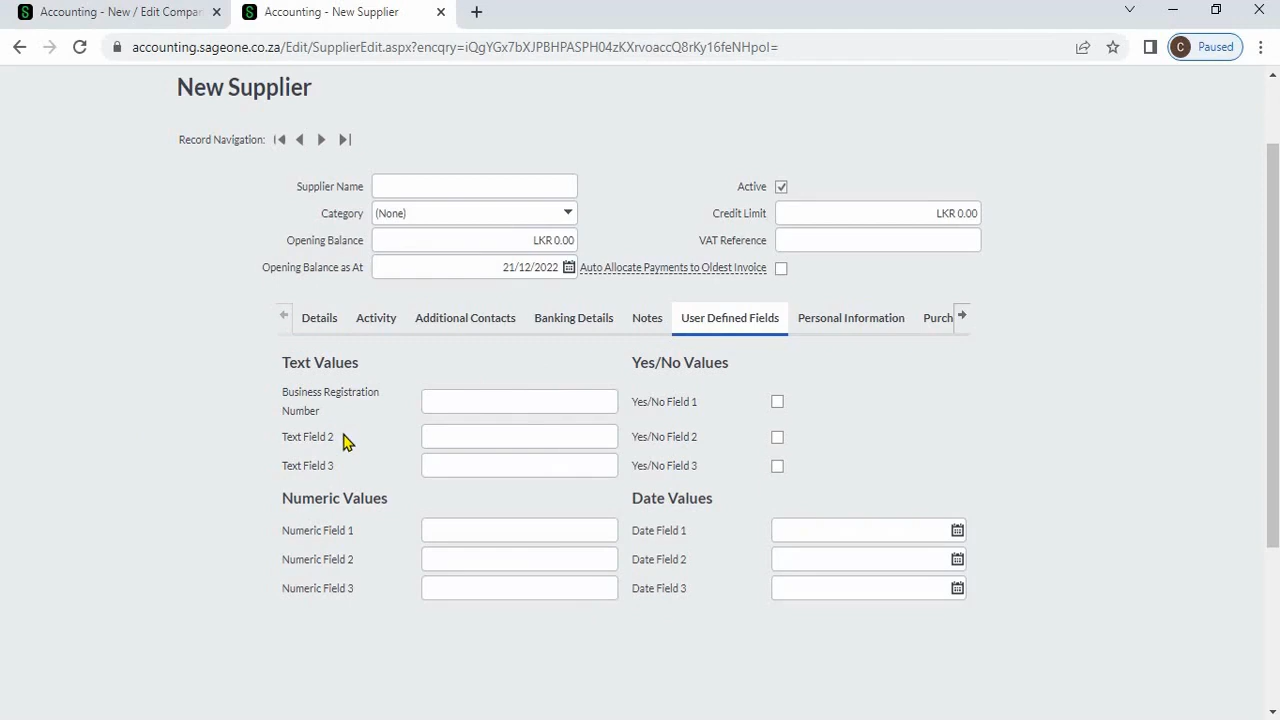 Accounting - New / Edit Compan
Accounting - New Supplier
accounting.sageone.co.za/Edit/SupplierEdit.aspx?encqry=iQgYGx7bXJPBHPASPH04zKXrvoaccQ8rKy16feNHpoI=
C Paused
New Supplier
Record Navigation:
Supplier Name
Active
Category (None)
Credit Limit LKR 0.00
Opening Balance LKR 0.00
VAT Reference
Opening Balance as At 21/12/2022
Auto Allocate Payments to Oldest Invoice
Details Activity Additional Contacts Banking Details Notes User Defined Fields Personal Information Purch
Text Values
Yes/No Values
Business Registration
Number
Yes/No Field 1
Text Field 2
Yes/No Field 2
Text Field 3
Yes/No Field 3
Numeric Values
Date Values
Numeric Field 1
Date Field 1
Numeric Field 2
Date Field 2
Numeric Field 3
Date Field 3